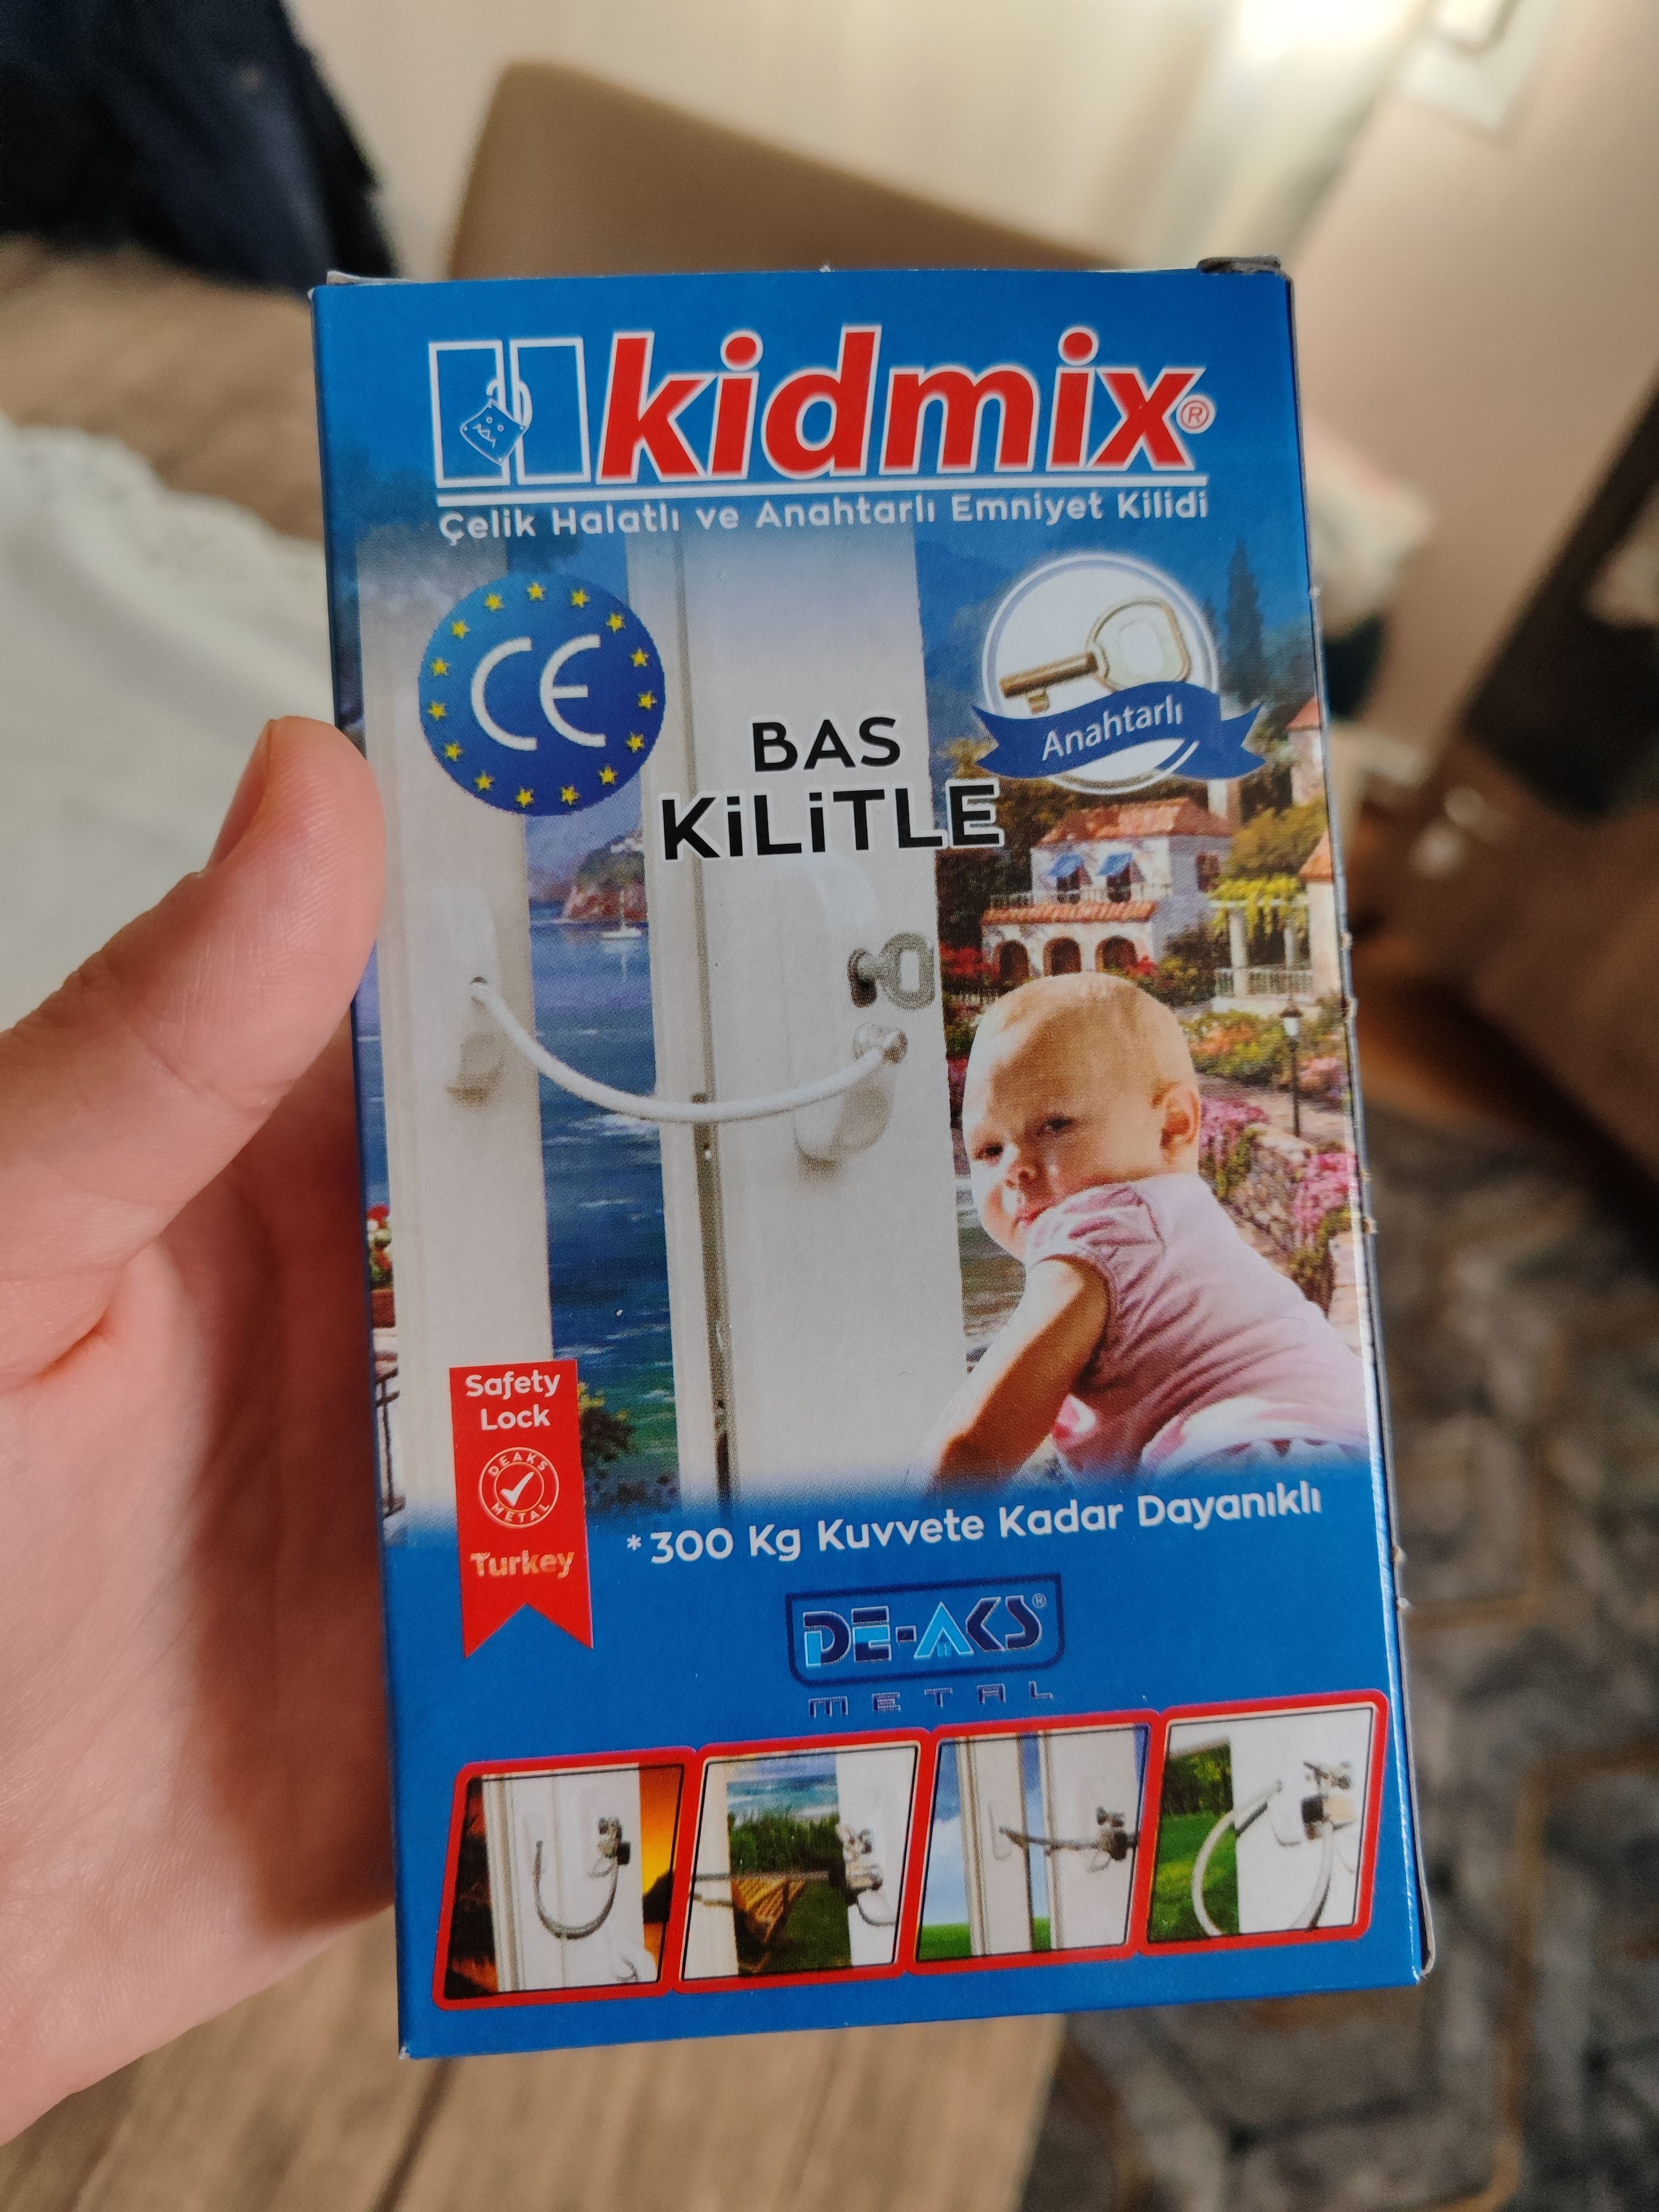 kidmix®
Çelik Halatlı ve Anahtarlı Emniyet Kilidi
CE
Anahtarlı
BAS
KiLiTLE
Safety
Lock
DEAKS
METAL
Turkey
*300 Kg Kuvvete Kadar Dayanıklı
DE-AKS®
METAL